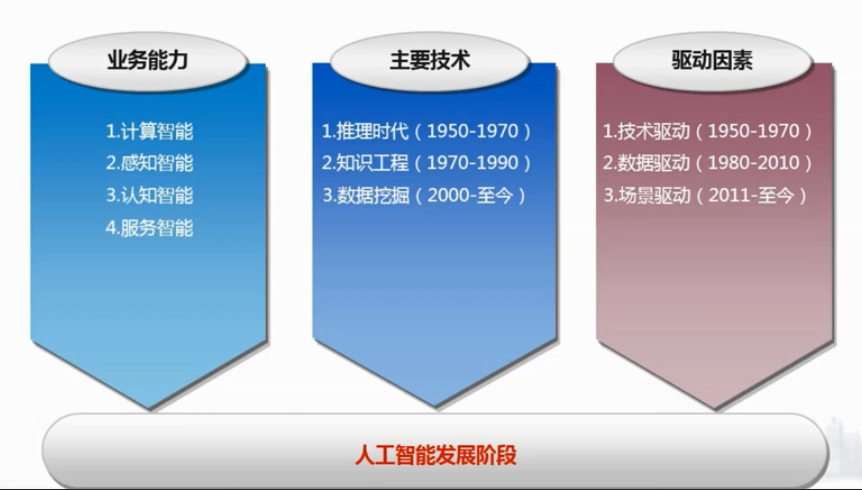 业务能力
1.计算智能
2.感知智能
3.认知智能
4.服务智能
主要技术
1.推理时代（1950-1970）
2.知识工程（1970-1990）
3.数据挖掘（2000-至今）
驱动因素
1.技术驱动（1950-1970）
2.数据驱动（1980-2010）
3.场景驱动（2011-至今）
人工智能发展阶段